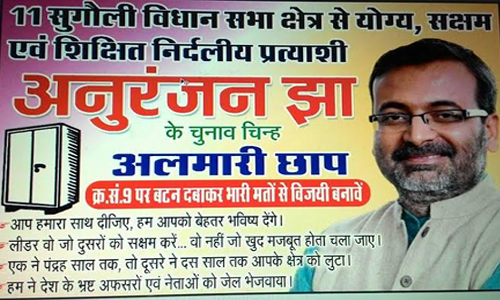 11 सुगौली विधान सभा क्षेत्र से योग्य, सक्षम
एवं शिक्षित निर्दलीय प्रत्याशी
अनुरंजन झा
के चुनाव चिन्ह
अलमारी छाप
क्र.सं.9 पर बटन दबाकर भारी मतों से विजयी बनावें
आप हमारा साथ दीजिए, हम आपको बेहतर भविष्य देंगे।
लीडर वो जो दुसरों को सक्षम करें... वो नहीं जो खुद मजबूत होता चला जाए।
एक ने पंद्रह साल तक, तो दूसरे ने दस साल तक आपके क्षेत्र को लुटा।
हम ने देश के भ्रष्ट अफसरों एवं नेताओं को जेल भेजवाया।